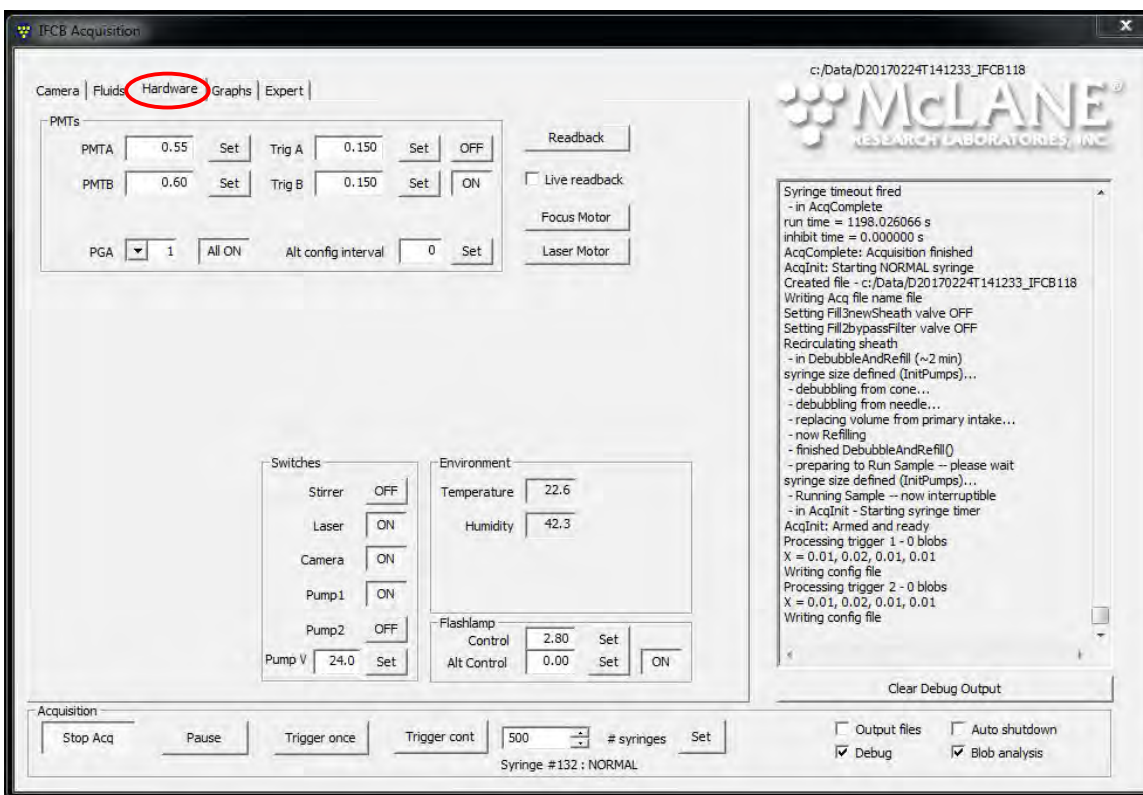 IFCB Acquisition
x
Camera Fluids Hardware Graphs Expert
PMTs
PMTA 0.55 Set Trig A 0.150 Set OFF
PMTB 0.60 Set Trig B 0.150 Set ON
PGA 1 All ON Alt config interval 0 Set
Readback
Live readback
Focus Motor
Laser Motor
Switches
Stirrer OFF
Laser ON
Camera ON
Pump1 ON
Pump2 OFF
Pump V 24.0 Set
Environment
Temperature 22.6
Humidity 42.3
Flashlamp
Control 2.80 Set
Alt Control 0.00 Set ON
c:/Data/D20170224T141233_IFCB118
McLANE®
RESEARCH LABORATORIES, INC
Syringe timeout fired
- in AcqComplete
run time = 1198.026066 s
inhibit time = 0.000000 s
AcqComplete: Acquisition finished
AcqInit: Starting NORMAL syringe
Created file - c:/Data/D20170224T141233_IFCB118
Writing Acq file name file
Setting Fill3newSheath valve OFF
Setting Fill2bypassFilter valve OFF
Recirculating sheath
- in DebubbleAndRefill (~2 min)
syringe size defined (InitPumps)...
- debubbling from cone...
- debubbling from needle...
- replacing volume from primary intake...
- now Refilling
- finished DebubbleAndRefill()
- preparing to Run Sample -- please wait
syringe size defined (InitPumps)...
- Running Sample -- now interruptible
- in AcqInit - Starting syringe timer
AcqInit: Armed and ready
Processing trigger 1 - 0 blobs
X = 0.01, 0.02, 0.01, 0.01
Writing config file
Processing trigger 2 - 0 blobs
X = 0.01, 0.02, 0.01, 0.01
Writing config file
Clear Debug Output
Acquisition
Stop Acq Pause Trigger once Trigger cont 500 # syringes Set
Syringe #132 : NORMAL
Output files Auto shutdown
Debug Blob analysis